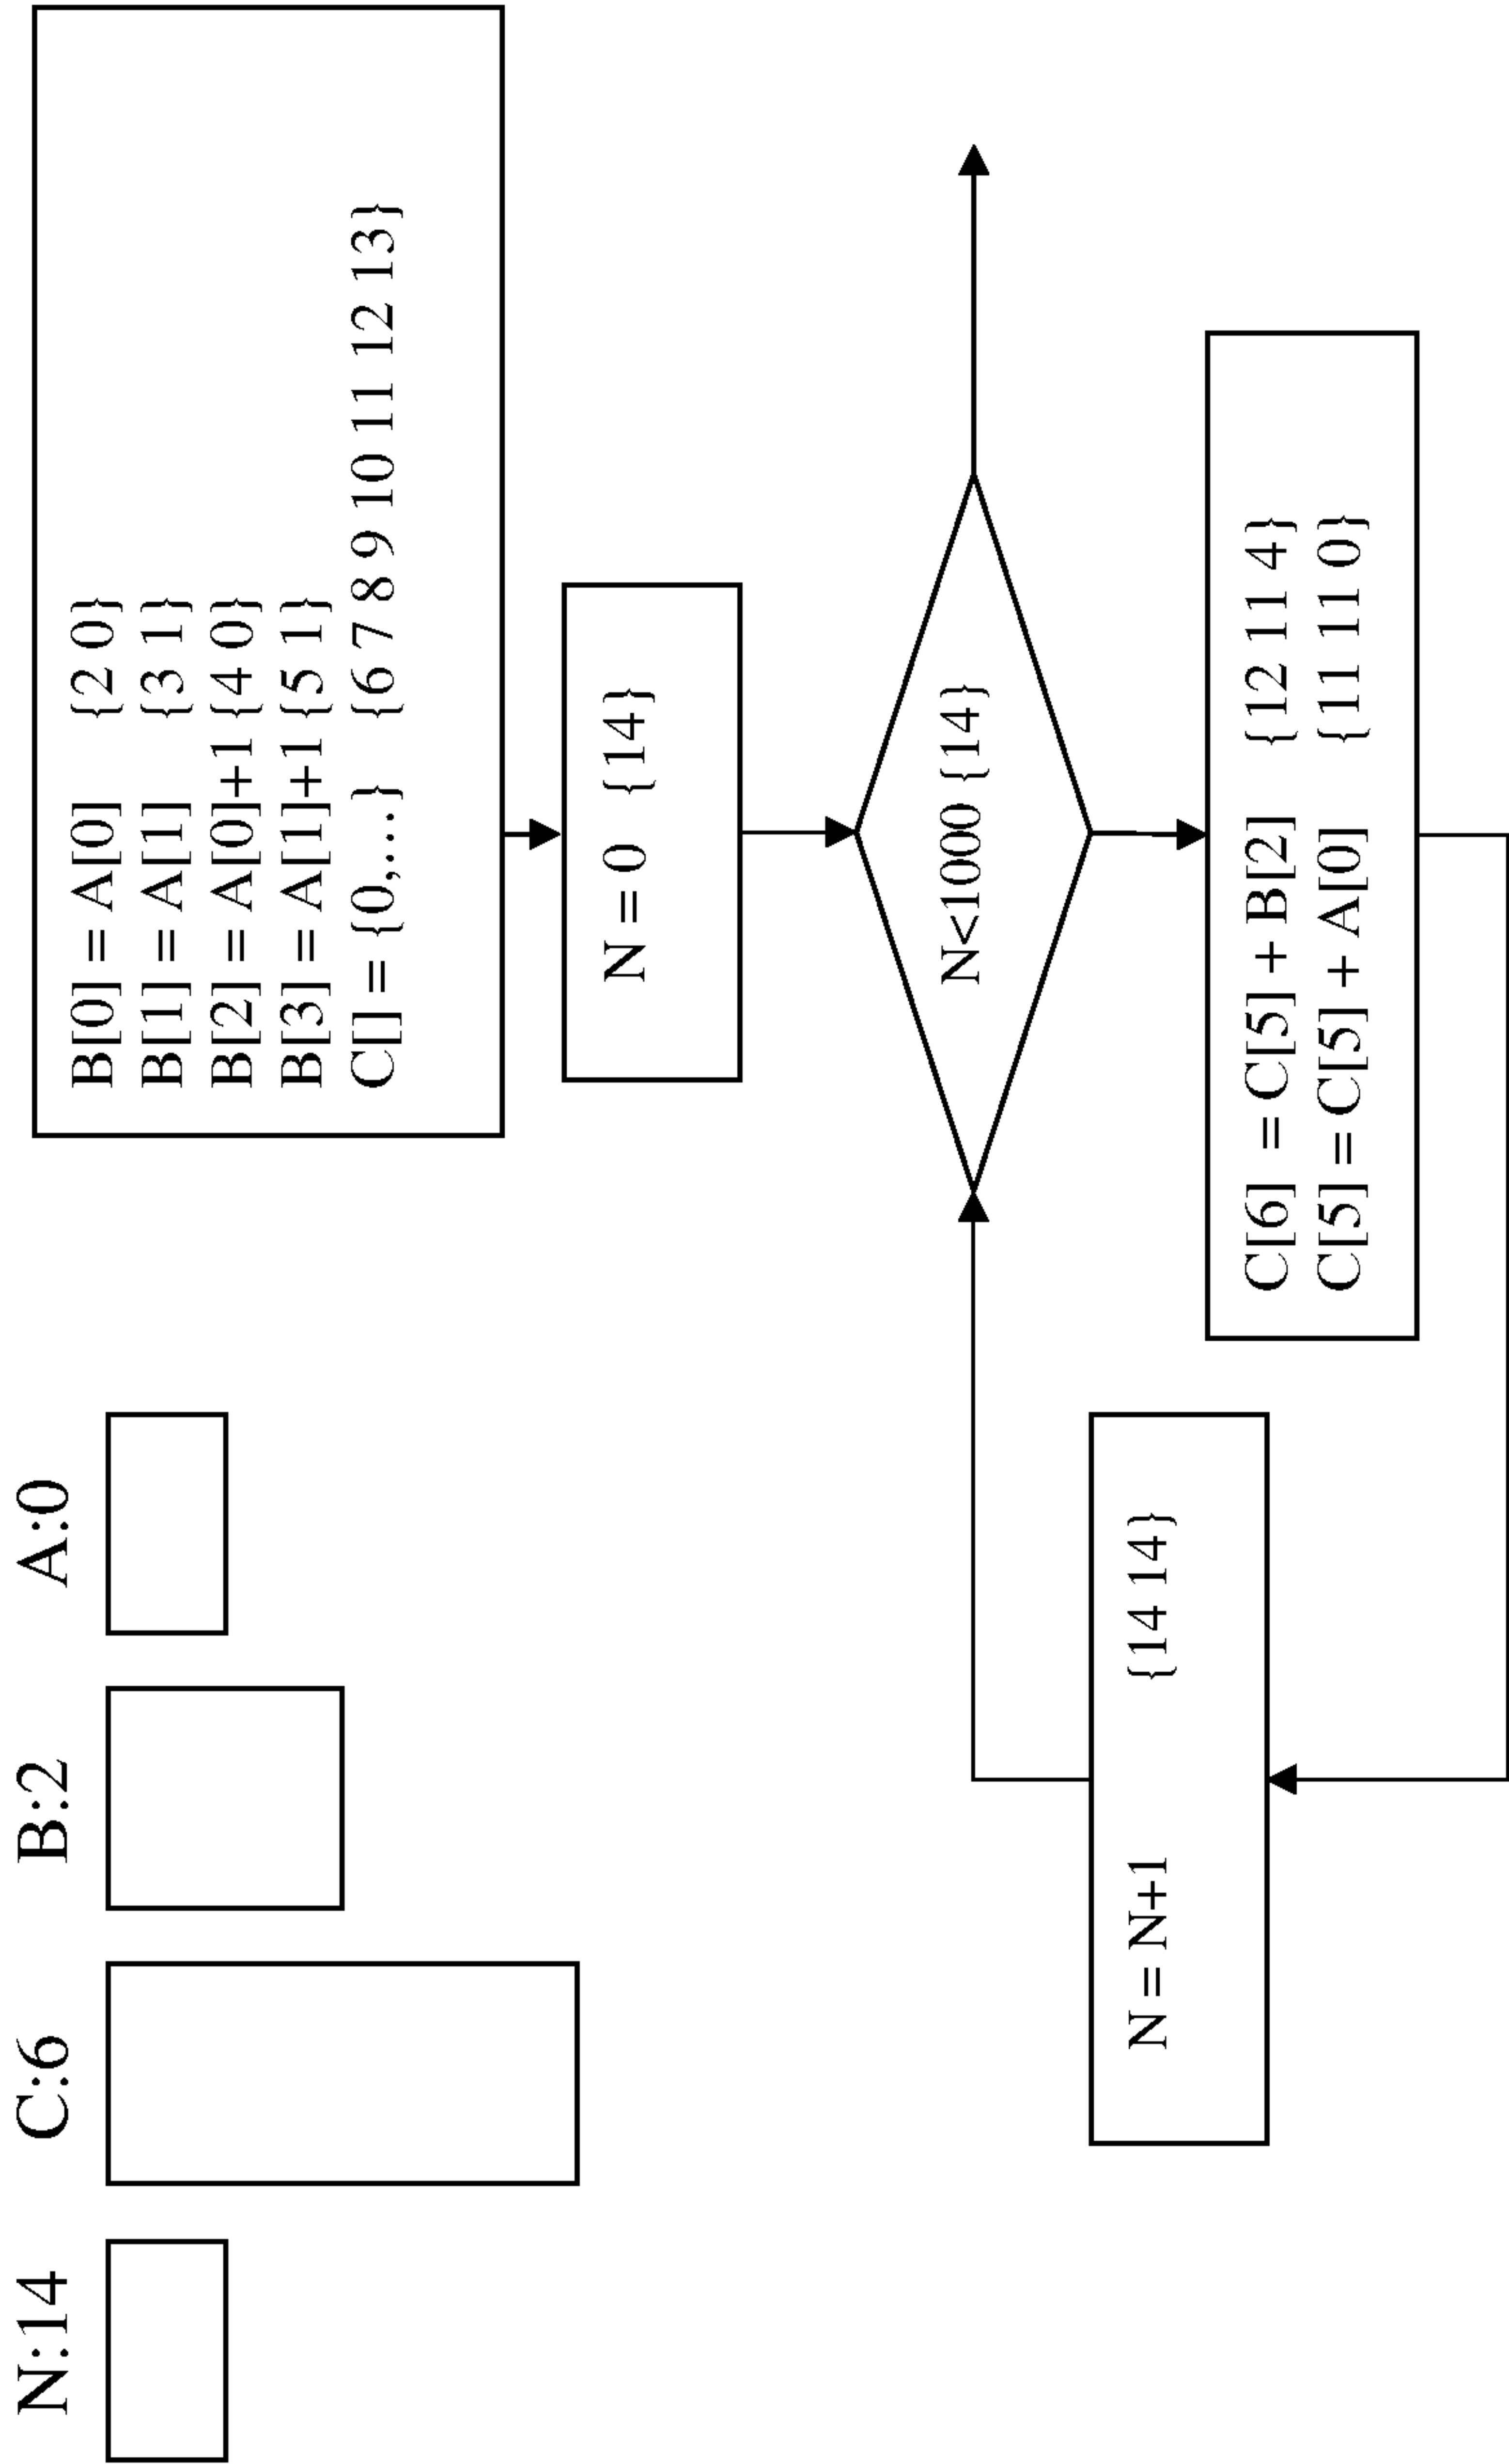 N:14
C:6
B:2
A:0
B[0] = A[0] {2 0}
B[1] = A[1] {3 1}
B[2] = A[0]+1 {4 0}
B[3] = A[1]+1 {5 1}
C[] = {0,...} {6 7 8 9 10 11 12 13}
N = 0 {14}
N<1000 {14}
C[6] = C[5] + B[2] {12 11 4}
C[5] = C[5] + A[0] {11 11 0}
N = N+1 {14 14}